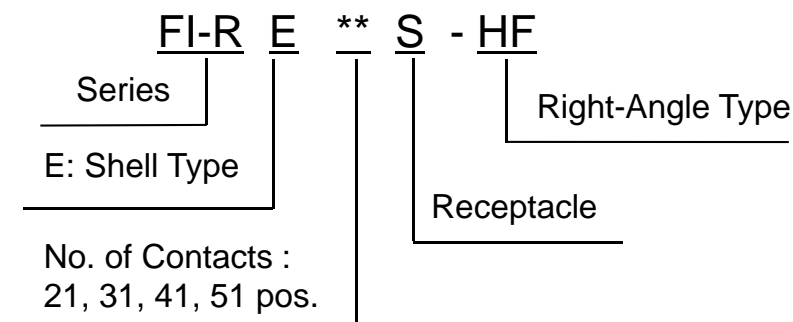 FI-R E ** S - HF
Series
Right-Angle Type
E: Shell Type
Receptacle
No. of Contacts :
21, 31, 41, 51 pos.